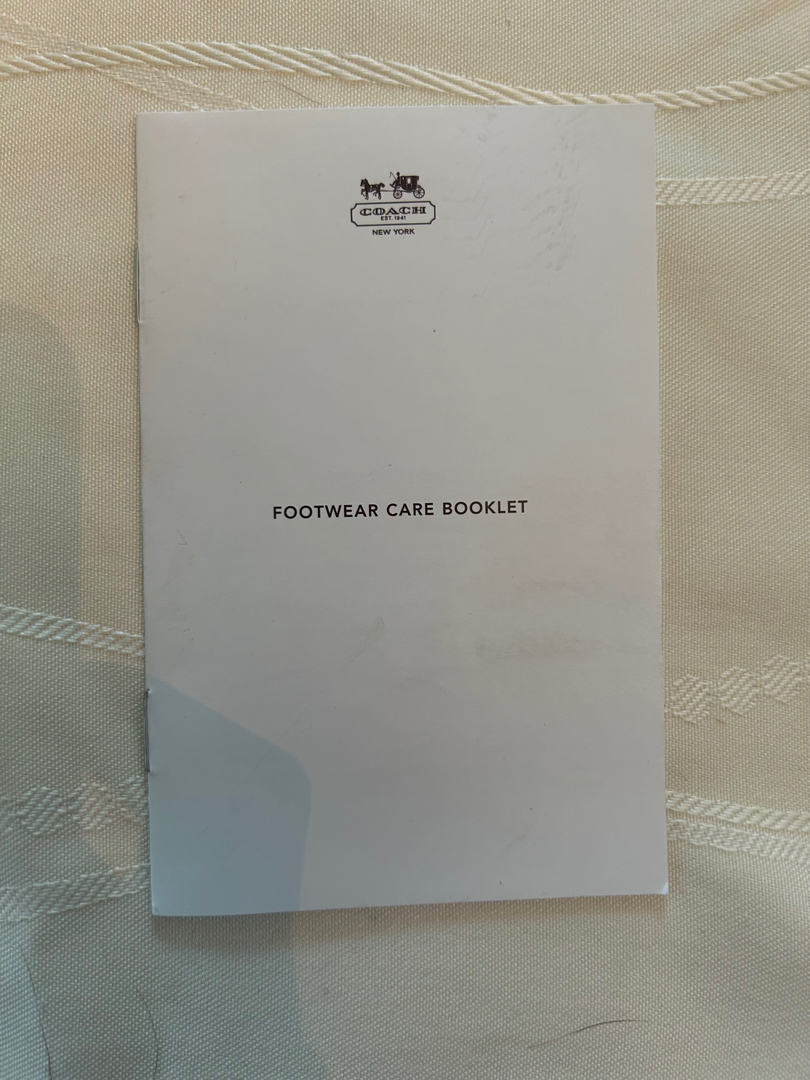 COACH
EST. 1941
NEW YORK
FOOTWEAR CARE BOOKLET